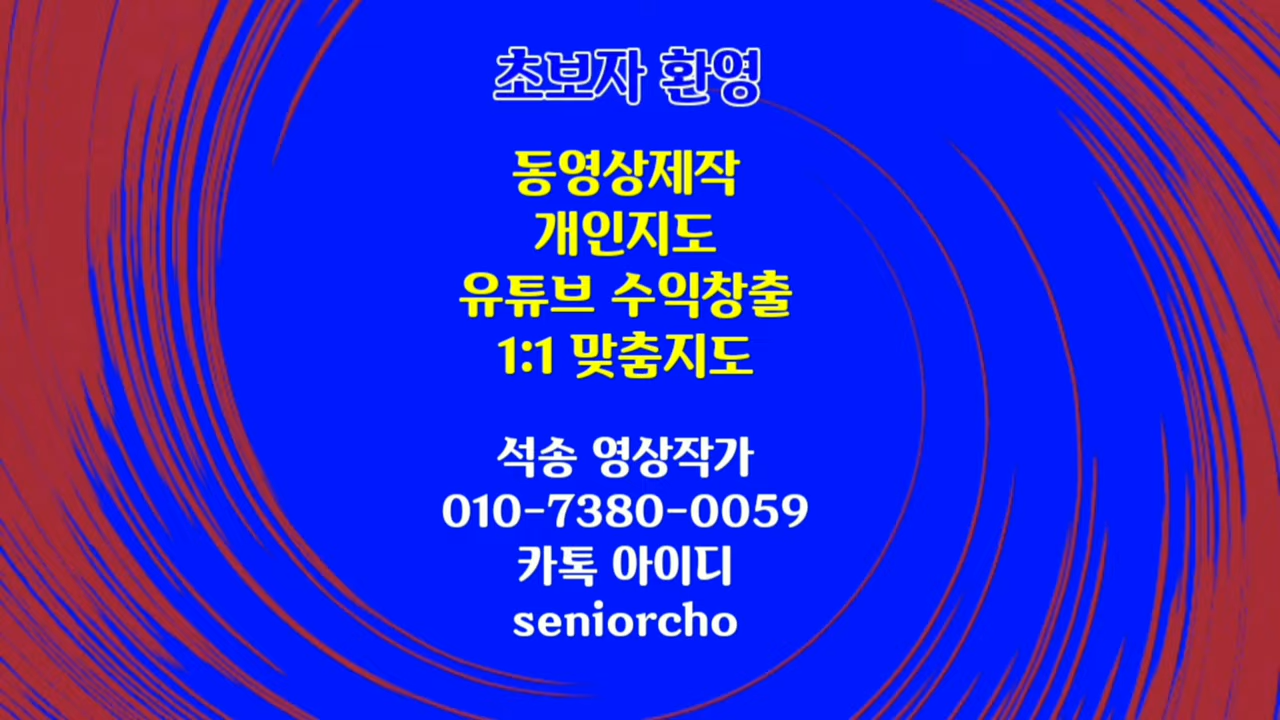 초보자 환영
동영상제작
개인지도
유튜브 수익창출
1:1 맞춤지도
석송 영상작가
010-7380-0059
카톡 아이디
seniorcho